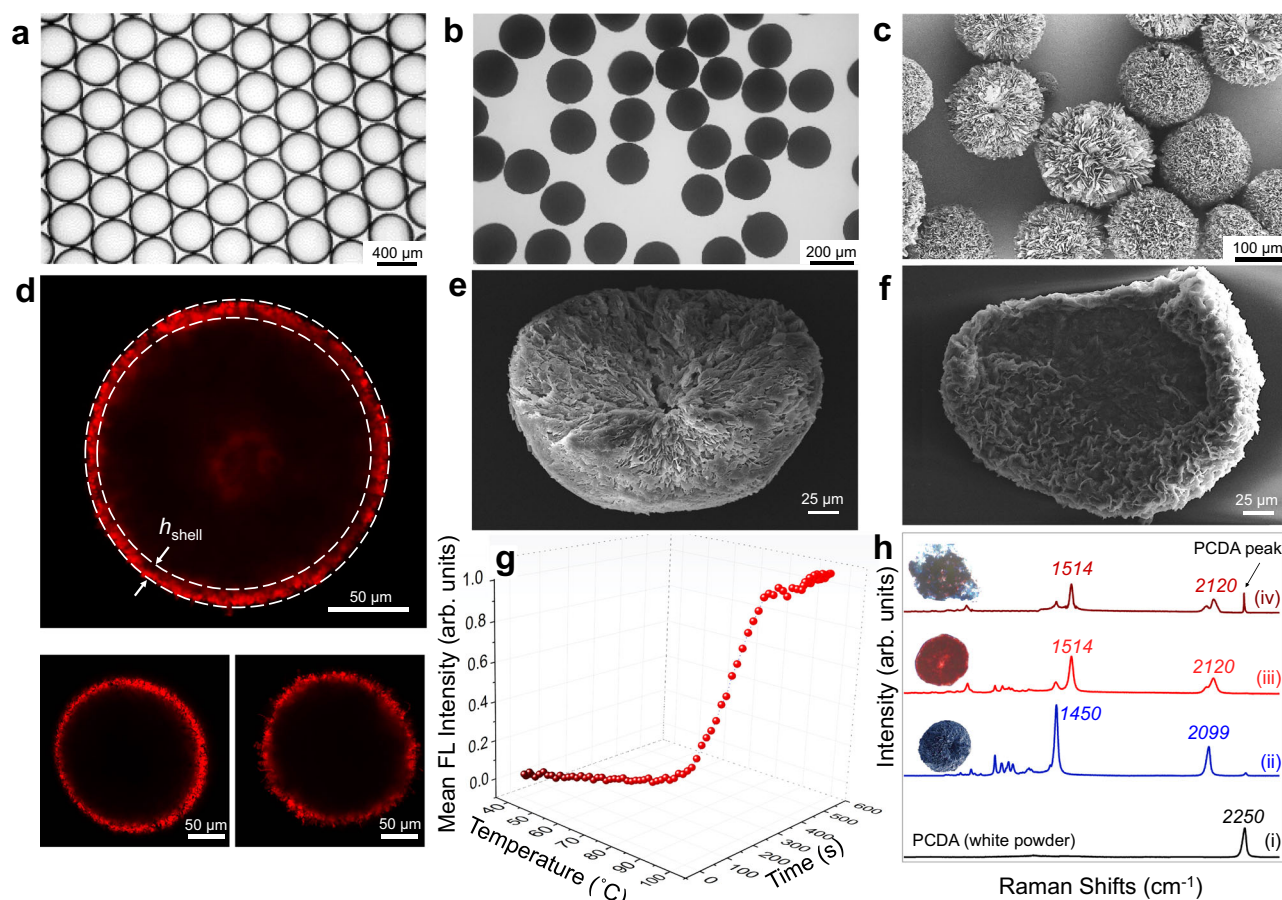 a
b
c
400 µm
200 µm
100 µm
d
e
f
hshell
50 µm
25 µm
25 µm
50 µm
50 µm
g
Mean FL Intensity (arb. units)
1.0
0.8
0.6
0.4
0.2
0.0
40
50
60
70
80
90
100
Temperature (˚C)
0
100
200
300
400
500
600
Time (s)
h
PCDA peak
1514
2120
(iv)
1514
2120
(iii)
1450
2099
(ii)
2250
PCDA (white powder)
(i)
Intensity (arb. units)
Raman Shifts (cm⁻¹)